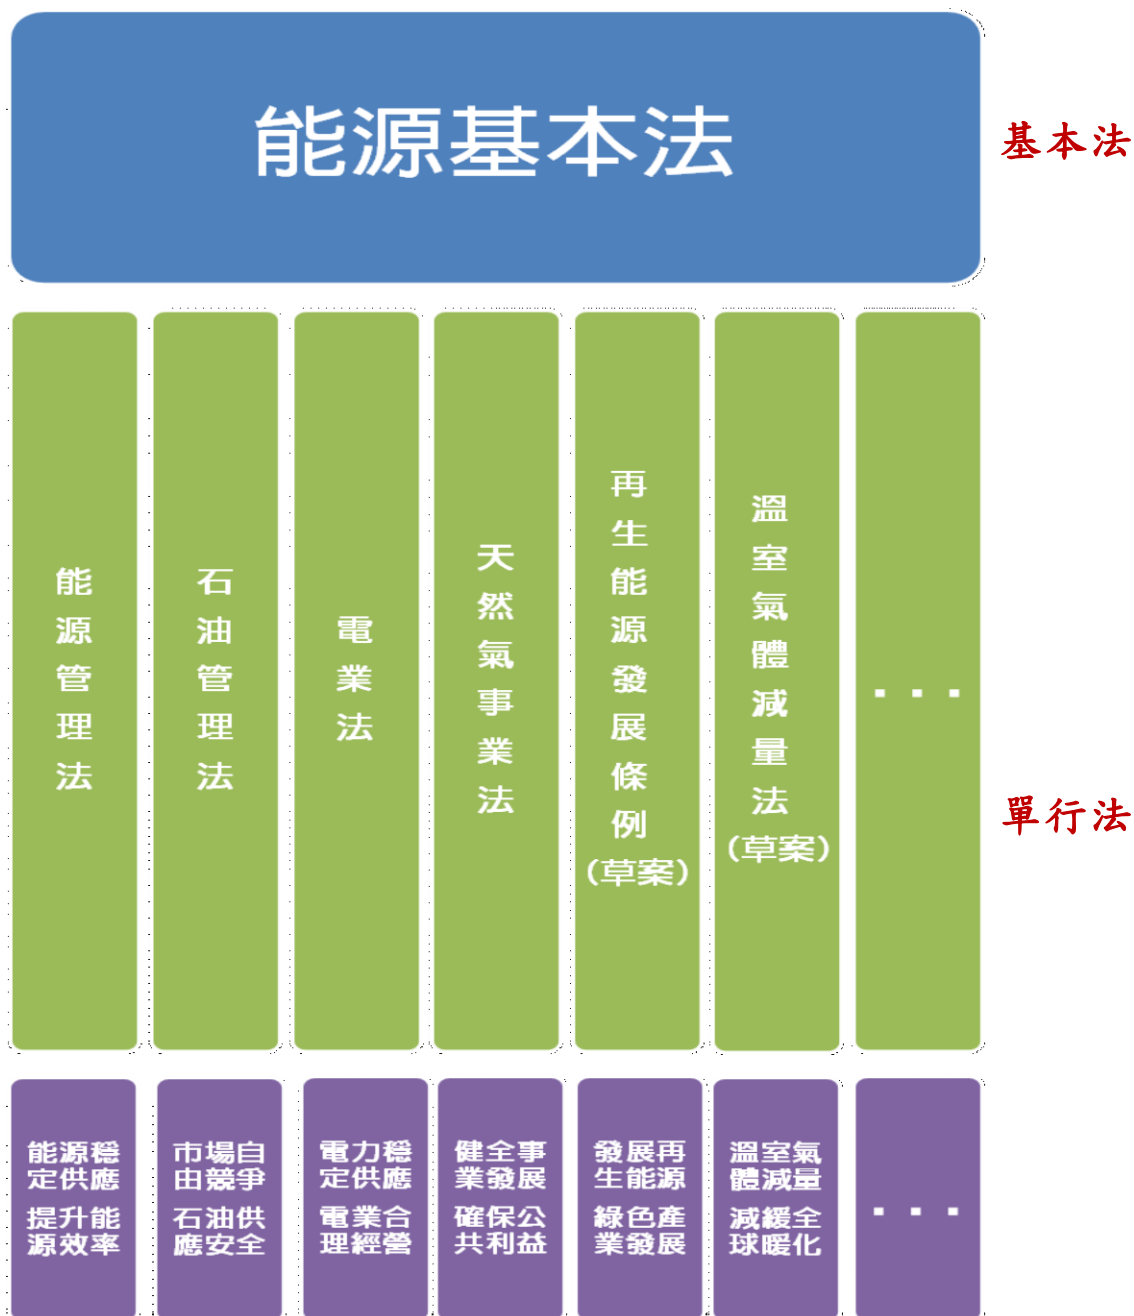 能源基本法
基本法
能源管理法
石油管理法
電業法
天然氣事業法
再生能源發展條例
(草案)
溫室氣體減量法
(草案)
...
單行法
能源穩
定供應
提升能
源效率
市場自
由競爭
石油供
應安全
電力穩
定供應
電業合
理經營
健全事
業發展
確保公
共利益
發展再
生能源
綠色產
業發展
溫室氣
體減量
減緩全
球暖化
...